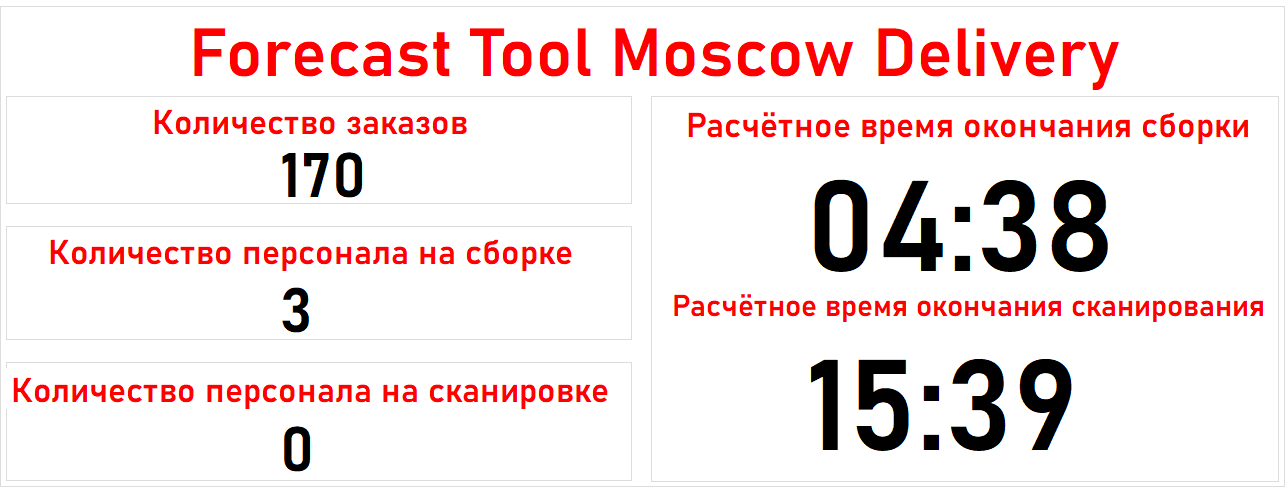 Forecast Tool Moscow Delivery
Количество заказов
170
Количество персонала на сборке
3
Количество персонала на сканировке
0
Расчётное время окончания сборки
04:38
Расчётное время окончания сканирования
15:39